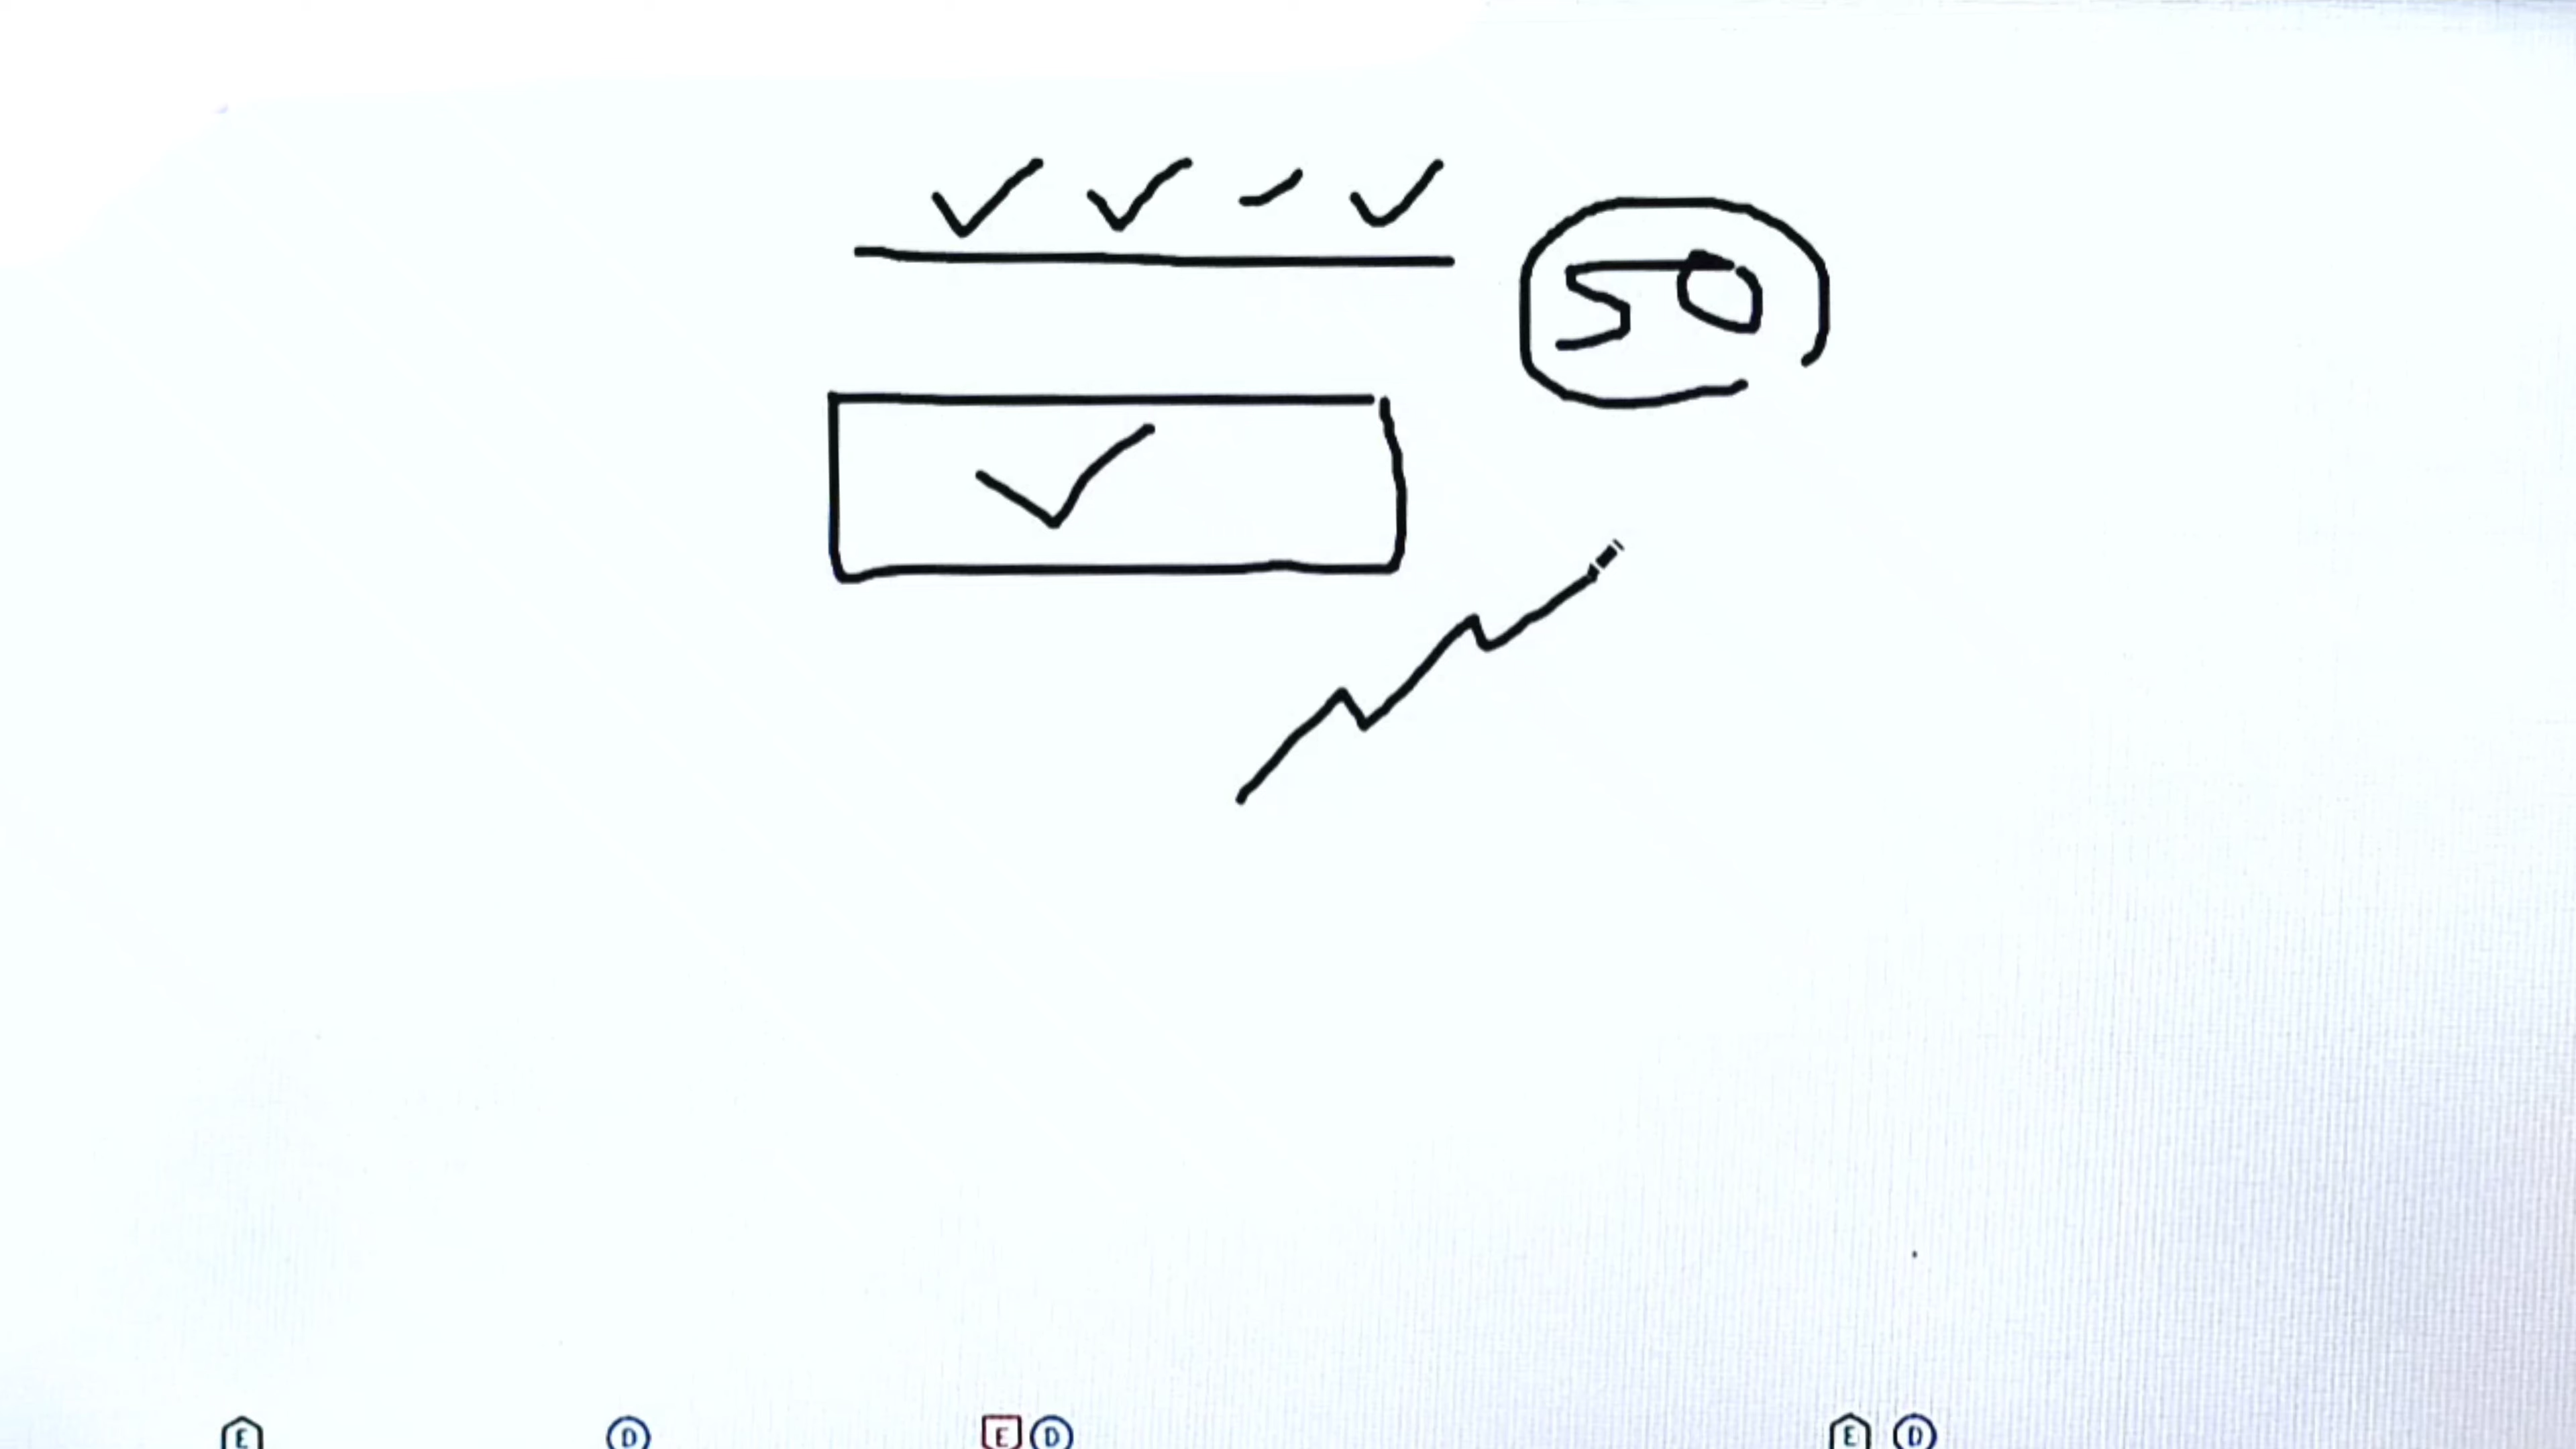 ✓ ✓ - ✓
50
✓
E D E D E D